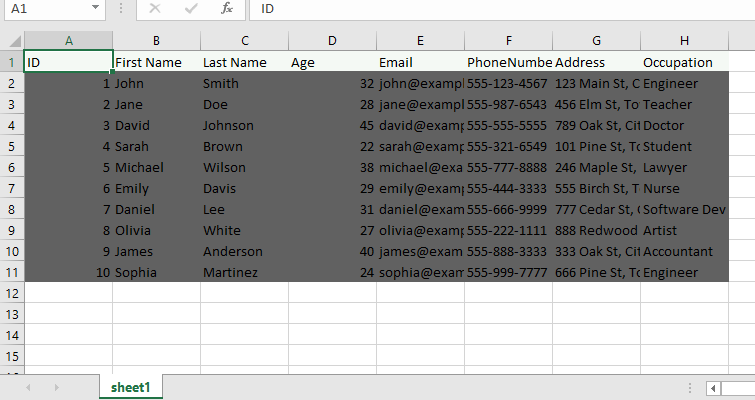 A1 fx ID
A B C D E F G H
1 ID First Name Last Name Age Email PhoneNumbe Address Occupation
2 1 John Smith 32 john@exampl 555-123-4567 123 Main St, C Engineer
3 2 Jane Doe 28 jane@exampl 555-987-6543 456 Elm St, To Teacher
4 3 David Johnson 45 david@examp 555-555-5555 789 Oak St, Cit Doctor
5 4 Sarah Brown 22 sarah@examp 555-321-6549 101 Pine St, To Student
6 5 Michael Wilson 38 michael@exa 555-777-8888 246 Maple St, Lawyer
7 6 Emily Davis 29 emily@examp 555-444-3333 555 Birch St, T Nurse
8 7 Daniel Lee 31 daniel@exam 555-666-9999 777 Cedar St, Software Dev
9 8 Olivia White 27 olivia@examp 555-222-1111 888 Redwood Artist
10 9 James Anderson 40 james@exam 555-888-3333 333 Oak St, Cit Accountant
11 10 Sophia Martinez 24 sophia@exam 555-999-7777 666 Pine St, To Engineer
12
13
14
15
sheet1